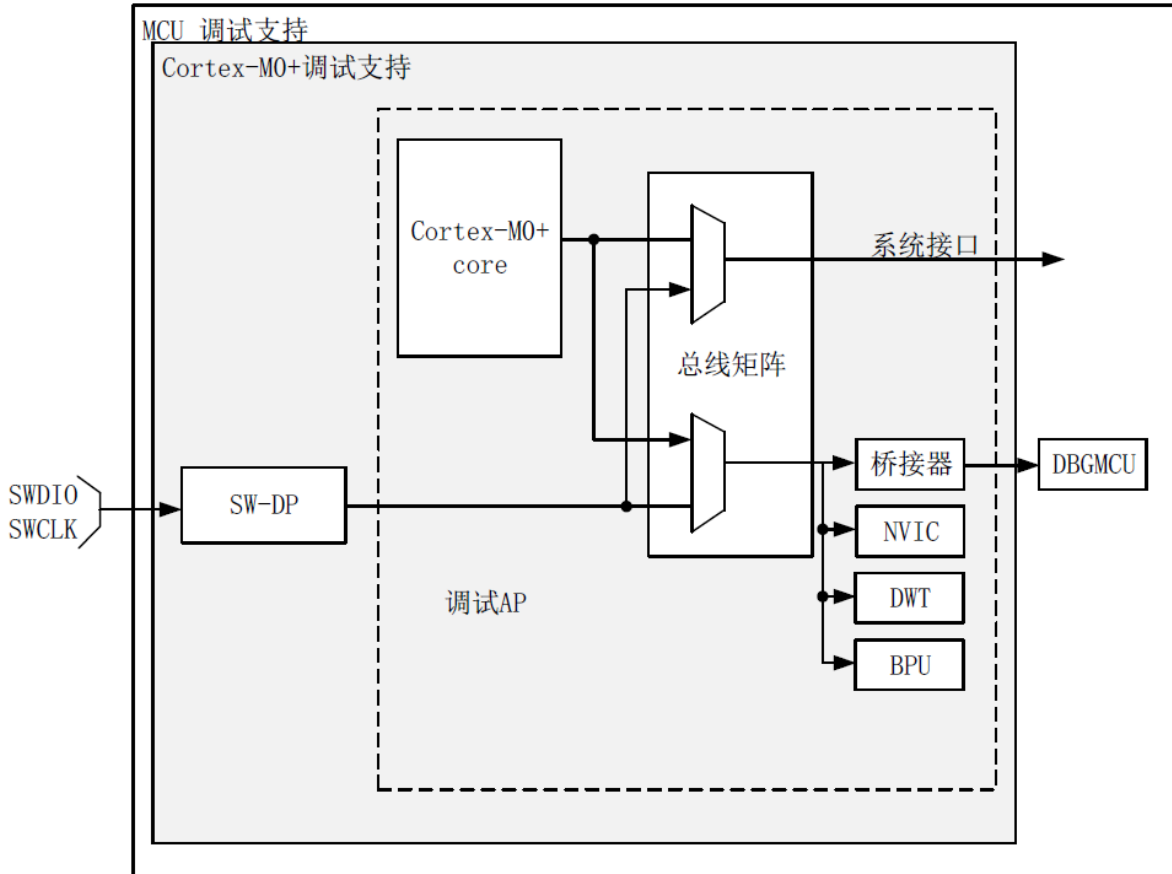 MCU 调试支持
Cortex-M0+调试支持
Cortex-M0+
core
系统接口
总线矩阵
桥接器
DBGMCU
SWDIO
SWCLK
SW-DP
NVIC
DWT
调试AP
BPU